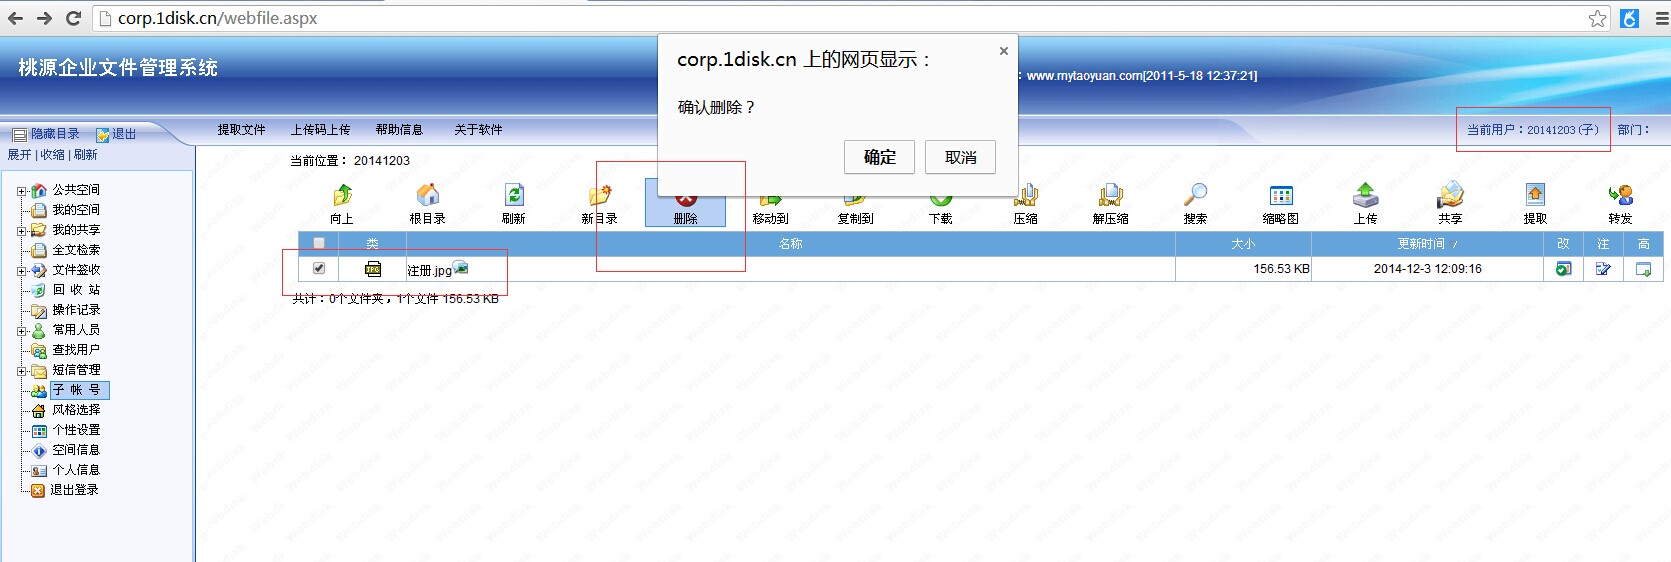 corp.1disk.cn/webfile.aspx
桃源企业文件管理系统
corp.1disk.cn 上的网页显示：
：www.mytaoyuan.com[2011-5-18 12:37:21]
确认删除？
确定 取消
隐藏目录 退出
提取文件 上传码上传 帮助信息 关于软件
当前用户：20141203(子) 部门：
展开|收缩|刷新
当前位置： 20141203
向上 根目录 刷新 新目录 删除 移动到 复制到 下载 压缩 解压缩 搜索 缩略图 上传 共享 提取 转发
类 名称 大小 更新时间 改 注 高
JPG 注册.jpg 156.53 KB 2014-12-3 12:09:16
共计：0个文件夹，1个文件 156.53 KB
公共空间
我的空间
我的共享
全文检索
文件签收
回 收 站
操作记录
常用人员
查找用户
短信管理
子 帐 号
风格选择
个性设置
空间信息
个人信息
退出登录